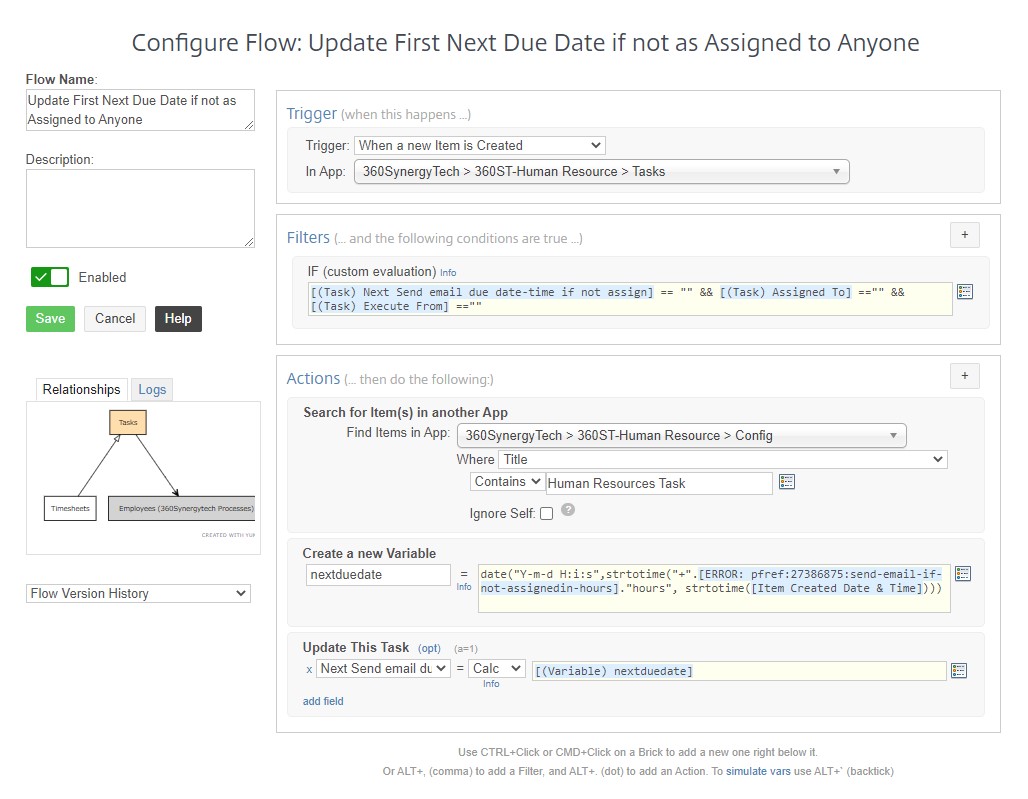 Configure Flow: Update First Next Due Date if not as Assigned to Anyone
Flow Name:
Update First Next Due Date if not as
Assigned to Anyone
Description:
Enabled
Save
Cancel
Help
Relationships
Logs
Tasks
Timesheets
Employees (360Synergytech Processes)
CREATED WITH YUF
Flow Version History
Trigger (when this happens ...)
Trigger: When a new Item is Created
In App: 360SynergyTech > 360ST-Human Resource > Tasks
Filters (... and the following conditions are true ...)
+
IF (custom evaluation) Info
[(Task) Next Send email due date-time if not assign] == "" && [(Task) Assigned To] =="" &&
[(Task) Execute From] ==""
Actions (... then do the following:)
+
Search for Item(s) in another App
Find Items in App: 360SynergyTech > 360ST-Human Resource > Config
Where Title
Contains Human Resources Task
Ignore Self: ?
Create a new Variable
nextduedate = date("Y-m-d H:i:s",strtotime("+".[ERROR: pfref:27386875:send-email-if-
Info not-assignedin-hours]."hours", strtotime([Item Created Date & Time])))
Update This Task (opt) (a=1)
x Next Send email du = Calc [(Variable) nextduedate]
Info
add field
Use CTRL+Click or CMD+Click on a Brick to add a new one right below it.
Or ALT+, (comma) to add a Filter, and ALT+. (dot) to add an Action. To simulate vars use ALT+` (backtick)